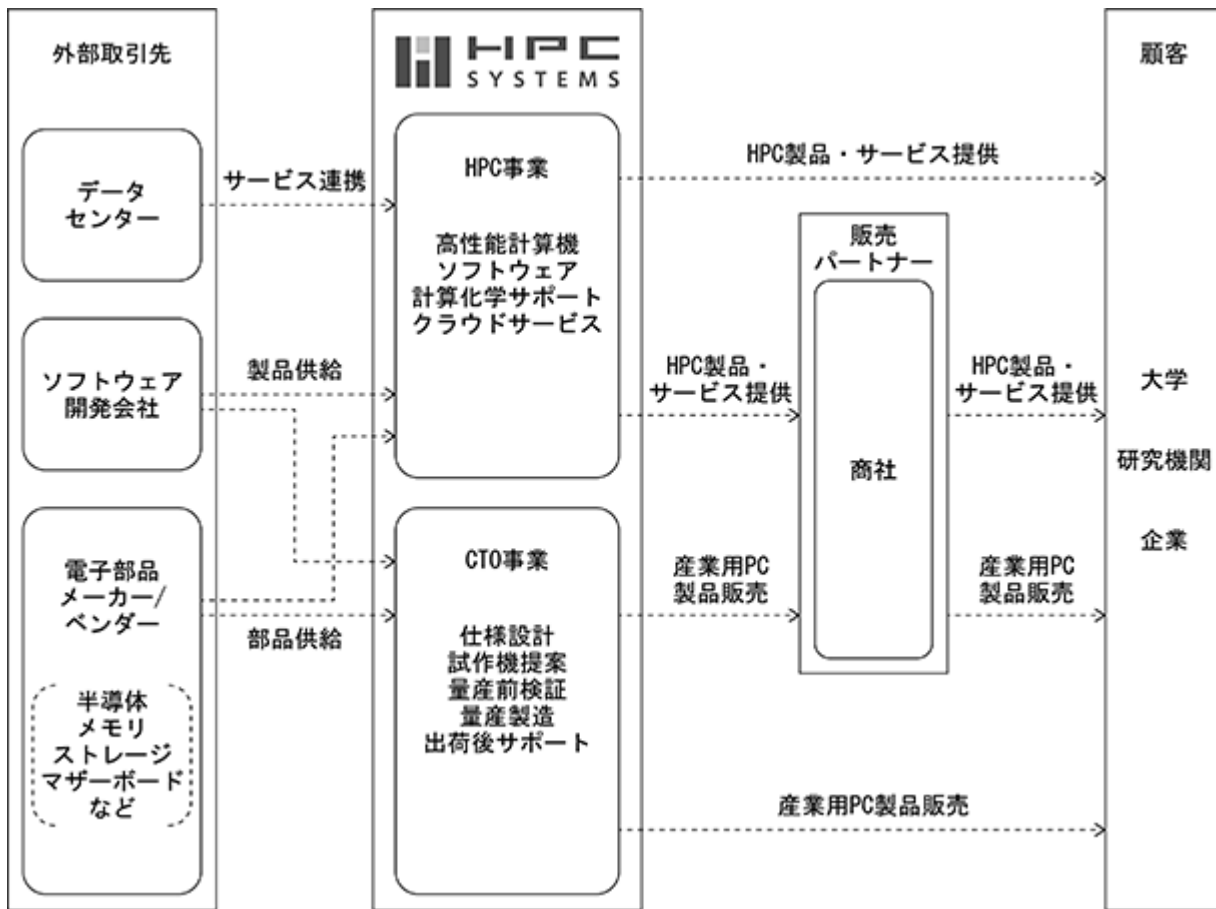 外部取引先
データ
センター
ソフトウェア
開発会社
電子部品
メーカー/
ベンダー
半導体
メモリ
ストレージ
マザーボード
など
サービス連携
製品供給
部品供給
HPC
SYSTEMS
HPC事業
高性能計算機
ソフトウェア
計算化学サポート
クラウドサービス
CTO事業
仕様設計
試作機提案
量産前検証
量産製造
出荷後サポート
HPC製品・サービス提供
HPC製品・
サービス提供
産業用PC
製品販売
販売
パートナー
商社
HPC製品・
サービス提供
産業用PC
製品販売
産業用PC製品販売
顧客
大学
研究機関
企業